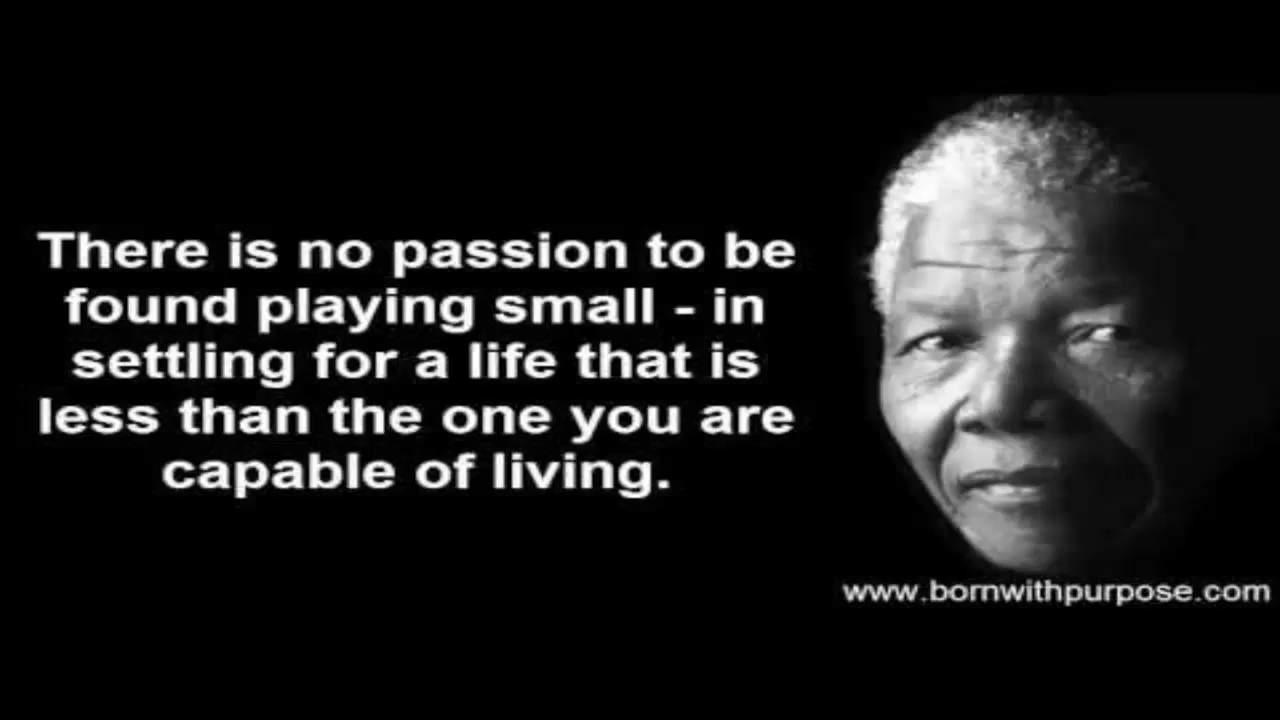 There is no passion to be
found playing small - in
settling for a life that is
less than the one you are
capable of living.
www.bornwithpurpose.com